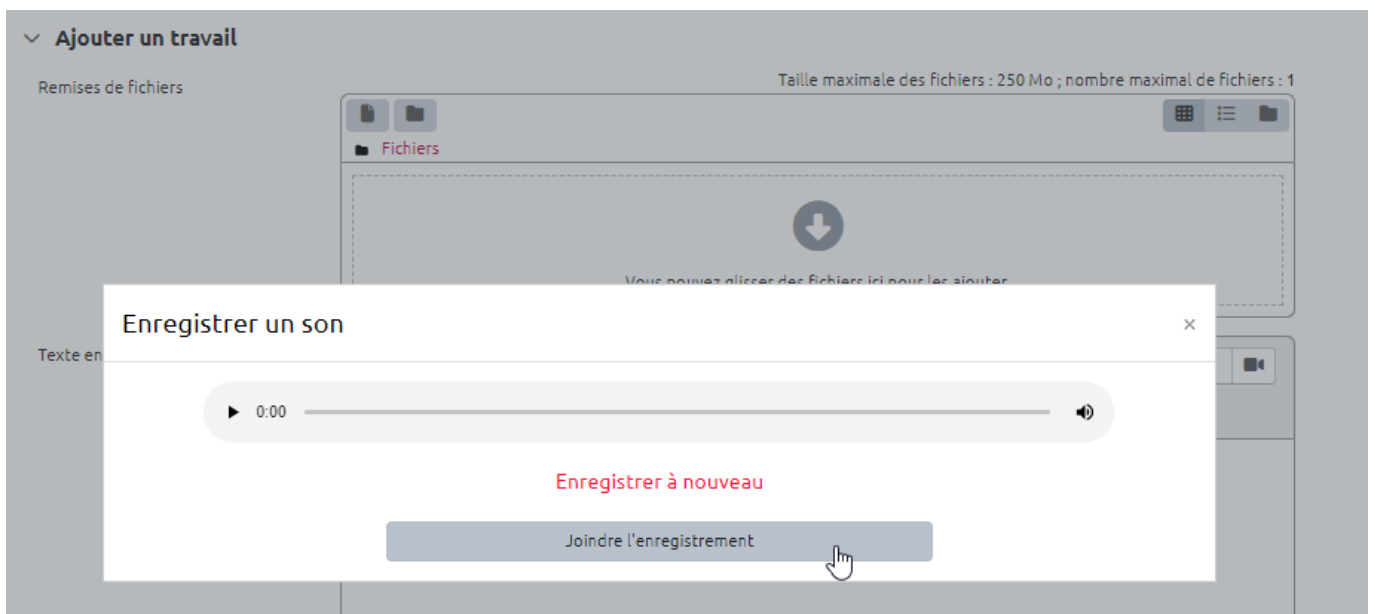 Ajouter un travail
Remises de fichiers
Taille maximale des fichiers : 250 Mo ; nombre maximal de fichiers : 1
Fichiers
Vous pouvez glisser des fichiers ici pour les ajouter
Enregistrer un son
×
Texte en
0:00
Enregistrer à nouveau
Joindre l'enregistrement